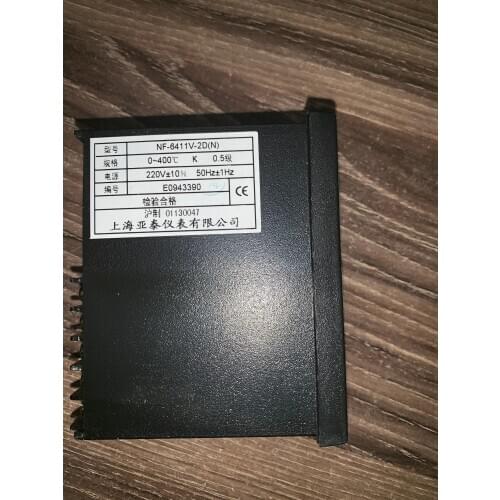 型号 NF-6411V-2D(N)
规格 0~400℃ K 0.5级
电源 220V±10% 50Hz±1Hz
编号 E0943390
检验合格 CE
沪制 01130047
上海亚泰仪表有限公司